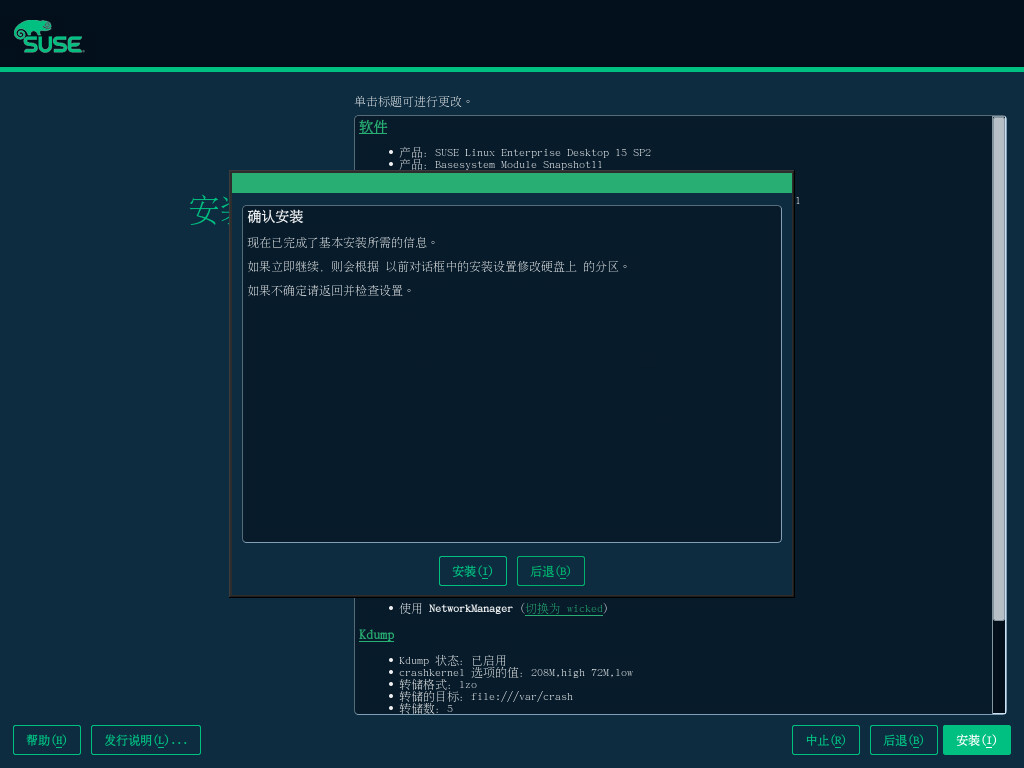 SUSE
单击标题可进行更改。
软件
产品: SUSE Linux Enterprise Desktop 15 SP2
产品: Basesystem Module Snapshot11
1
安
确认安装
现在已完成了基本安装所需的信息。
如果立即继续, 则会根据 以前对话框中的安装设置修改硬盘上 的分区。
如果不确定请返回并检查设置。
安装(I)
后退(B)
使用 NetworkManager (切换为 wicked)
Kdump
Kdump 状态: 已启用
crashkernel 选项的值: 208M,high 72M,low
转储格式: lzo
转储的目标: file:///var/crash
转储数: 5
帮助(H)
发行说明(L)...
中止(R)
后退(B)
安装(I)